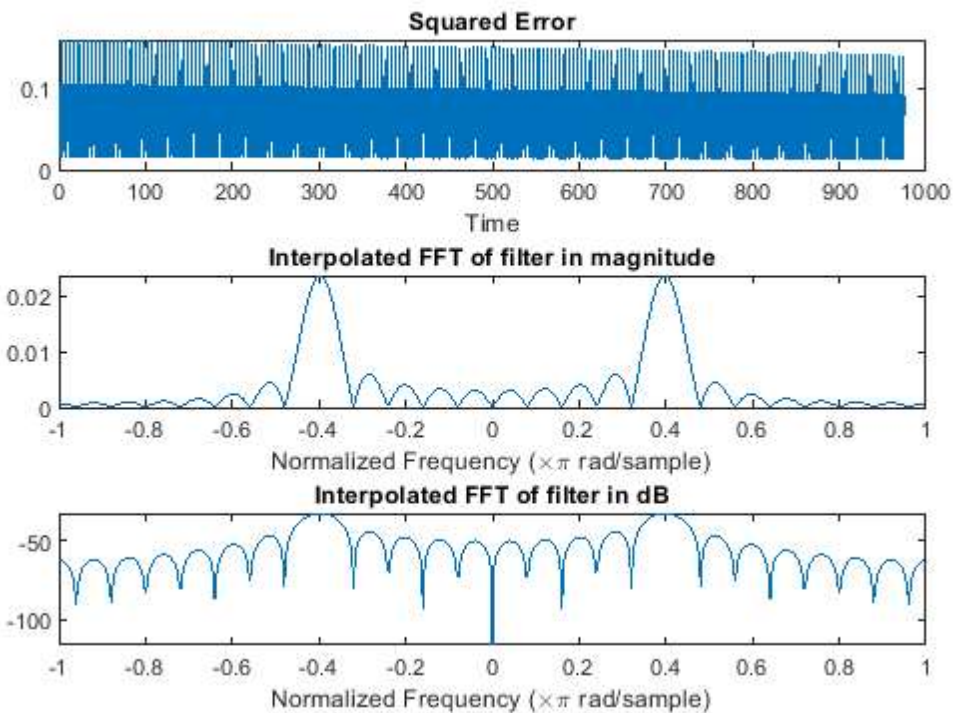 Squared Error
0.1
0
0 100 200 300 400 500 600 700 800 900 1000
Time
Interpolated FFT of filter in magnitude
0.02
0.01
0
-1 -0.8 -0.6 -0.4 -0.2 0 0.2 0.4 0.6 0.8 1
Normalized Frequency (×π rad/sample)
Interpolated FFT of filter in dB
-50
-100
-1 -0.8 -0.6 -0.4 -0.2 0 0.2 0.4 0.6 0.8 1
Normalized Frequency (×π rad/sample)